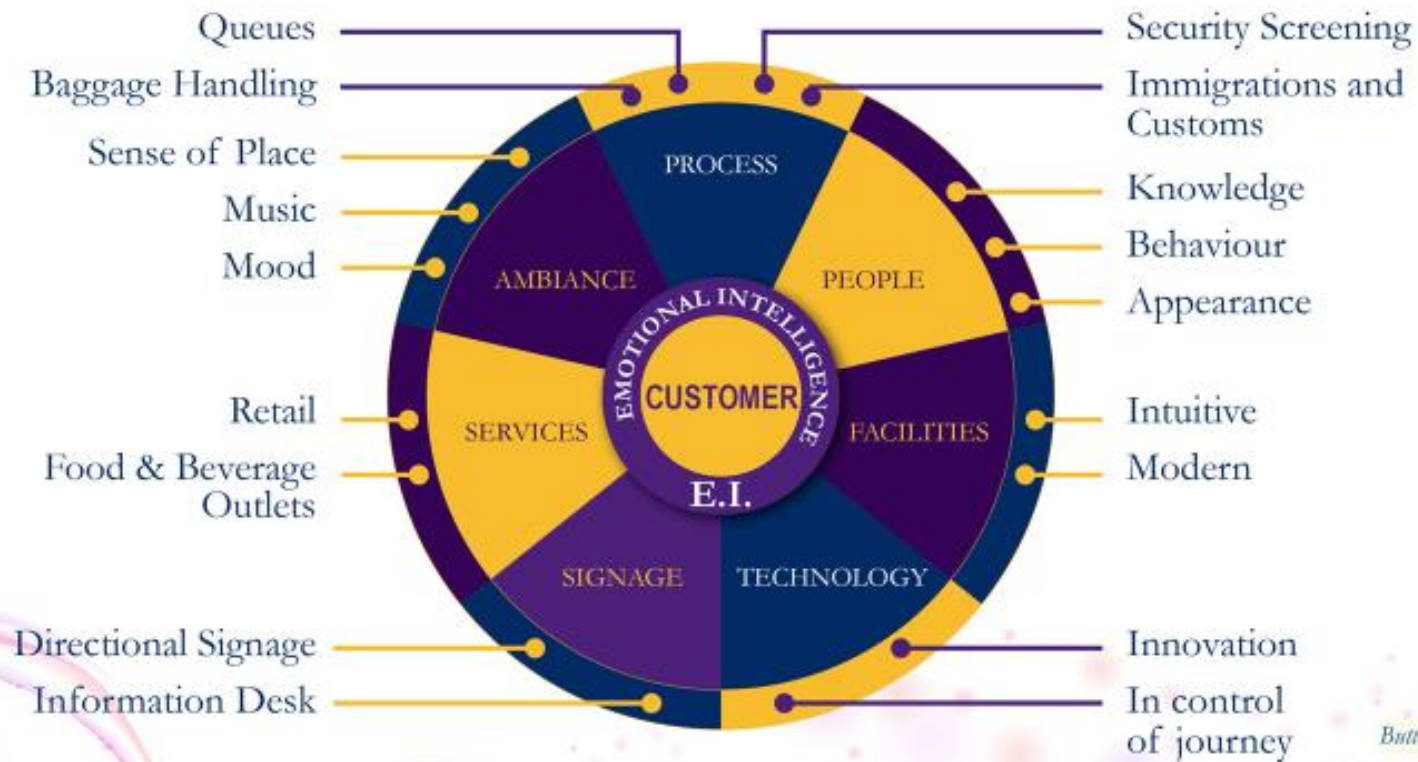 Queues
Baggage Handling
Sense of Place
Music
Mood
Retail
Food & Beverage
Outlets
Directional Signage
Information Desk
PROCESS
AMBIANCE
PEOPLE
SERVICES
FACILITIES
SIGNAGE
TECHNOLOGY
EMOTIONAL INTELLIGENCE
CUSTOMER
E.I.
Security Screening
Immigrations and
Customs
Knowledge
Behaviour
Appearance
Intuitive
Modern
Innovation
In control
of journey